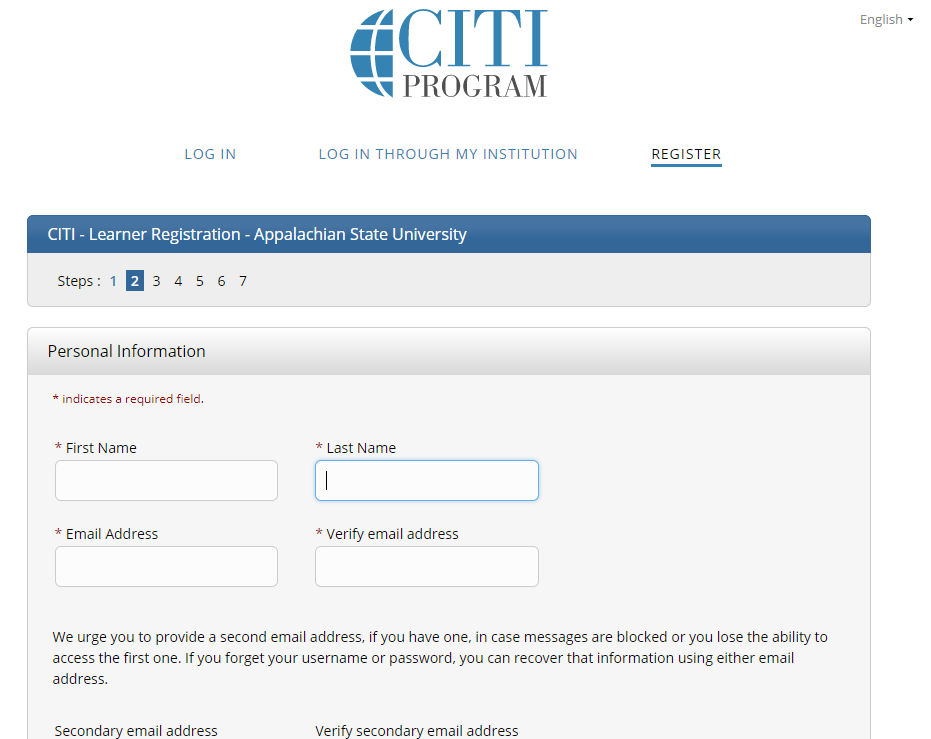 CITI
PROGRAM
English
LOG IN
LOG IN THROUGH MY INSTITUTION
REGISTER
CITI - Learner Registration - Appalachian State University
Steps : 1 2 3 4 5 6 7
Personal Information
* indicates a required field.
* First Name
* Last Name
* Email Address
* Verify email address
We urge you to provide a second email address, if you have one, in case messages are blocked or you lose the ability to
access the first one. If you forget your username or password, you can recover that information using either email
address.
Secondary email address
Verify secondary email address